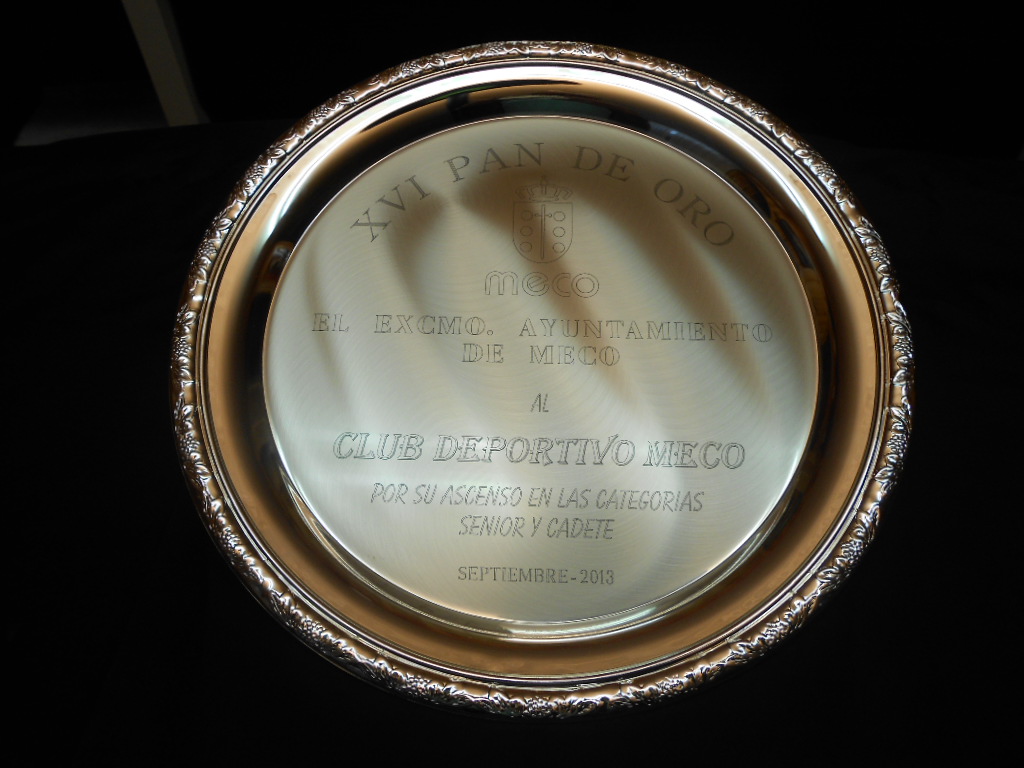 XVI PAN DE ORO
meco
EL EXCMO. AYUNTAMIENTO
DE MECO
AL
CLUB DEPORTIVO MECO
POR SU ASCENSO EN LAS CATEGORIAS
SENIOR Y CADETE
SEPTIEMBRE-2013